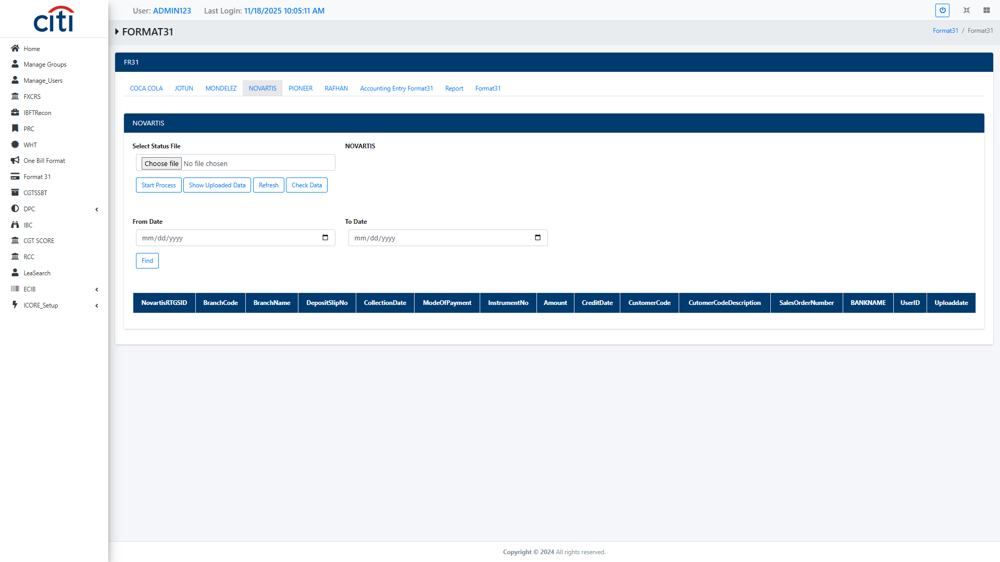 citi
User: ADMIN123 Last Login: 11/18/2025 10:05:11 AM
FORMAT31
Format31 / Format31
Home
Manage Groups
Manage_Users
FXCRS
IBFTRecon
PRC
WHT
One Bill Format
Format 31
CGTSSBT
DPC
IBC
CGT SCORE
RCC
LeaSearch
ECIB
ICORE_Setup
FR31
COCA COLA JOTUN MONDELEZ NOVARTIS PIONEER RAFHAN Accounting Entry Format31 Report Format31
NOVARTIS
Select Status File NOVARTIS
Choose file No file chosen
Start Process Show Uploaded Data Refresh Check Data
From Date To Date
mm/dd/yyyy mm/dd/yyyy
Find
NovartisRTGSID BranchCode BranchName DepositSlipNo CollectionDate ModeOfPayment InstrumentNo Amount CreditDate CustomerCode CutomerCodeDescription SalesOrderNumber BANKNAME UserID Uploaddate
Copyright © 2024 All rights reserved.